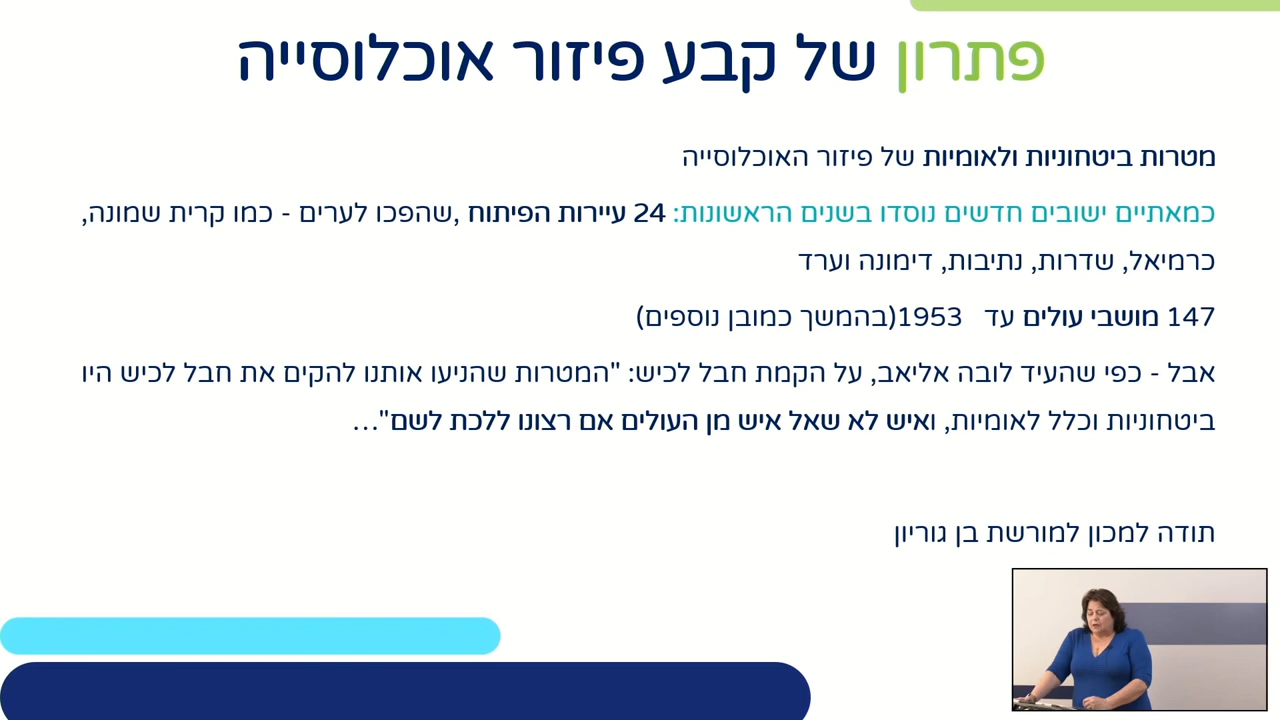 פתרון של קבע פיזור אוכלוסייה
מטרות ביטחוניות ולאומיות של פיזור האוכלוסייה
כמאתיים ישובים חדשים נוסדו בשנים הראשונות: 24 עיירות הפיתוח ,שהפכו לערים - כמו קרית שמונה,
כרמיאל, שדרות, נתיבות, דימונה וערד
147 מושבי עולים עד 1953(בהמשך כמובן נוספים)
אבל - כפי שהעיד לובה אליאב, על הקמת חבל לכיש: "המטרות שהניעו אותנו להקים את חבל לכיש היו
ביטחוניות וכלל לאומיות, ואיש לא שאל איש מן העולים אם רצונו ללכת לשם"...
תודה למכון למורשת בן גוריון